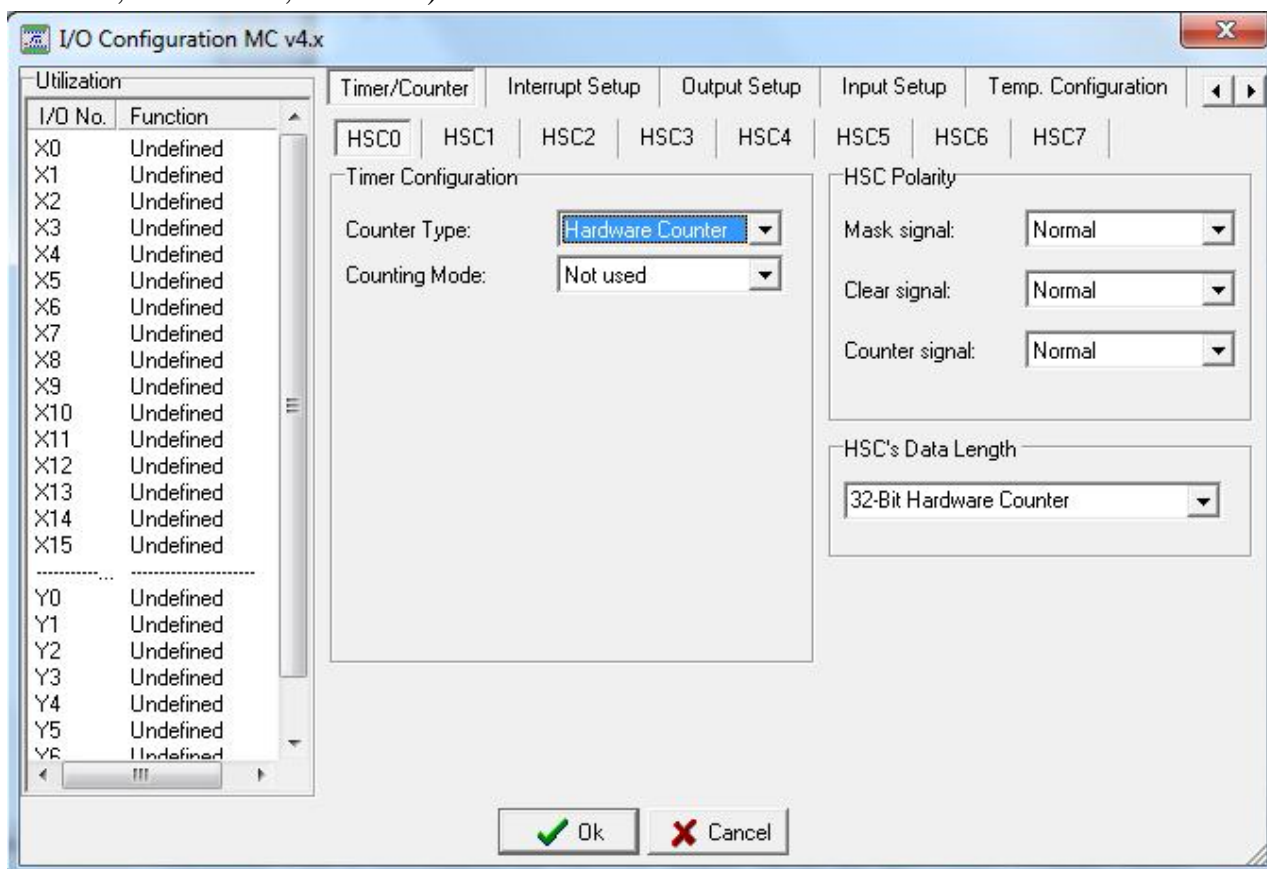 I/O Configuration MC v4.x
Utilization
I/O No. Function
X0 Undefined
X1 Undefined
X2 Undefined
X3 Undefined
X4 Undefined
X5 Undefined
X6 Undefined
X7 Undefined
X8 Undefined
X9 Undefined
X10 Undefined
X11 Undefined
X12 Undefined
X13 Undefined
X14 Undefined
X15 Undefined
----------... ---------------------
Y0 Undefined
Y1 Undefined
Y2 Undefined
Y3 Undefined
Y4 Undefined
Y5 Undefined
Y6 Undefined
Timer/Counter Interrupt Setup Output Setup Input Setup Temp. Configuration
HSC0 HSC1 HSC2 HSC3 HSC4 HSC5 HSC6 HSC7
Timer Configuration
Counter Type: Hardware Counter
Counting Mode: Not used
HSC Polarity
Mask signal: Normal
Clear signal: Normal
Counter signal: Normal
HSC's Data Length
32-Bit Hardware Counter
Ok Cancel